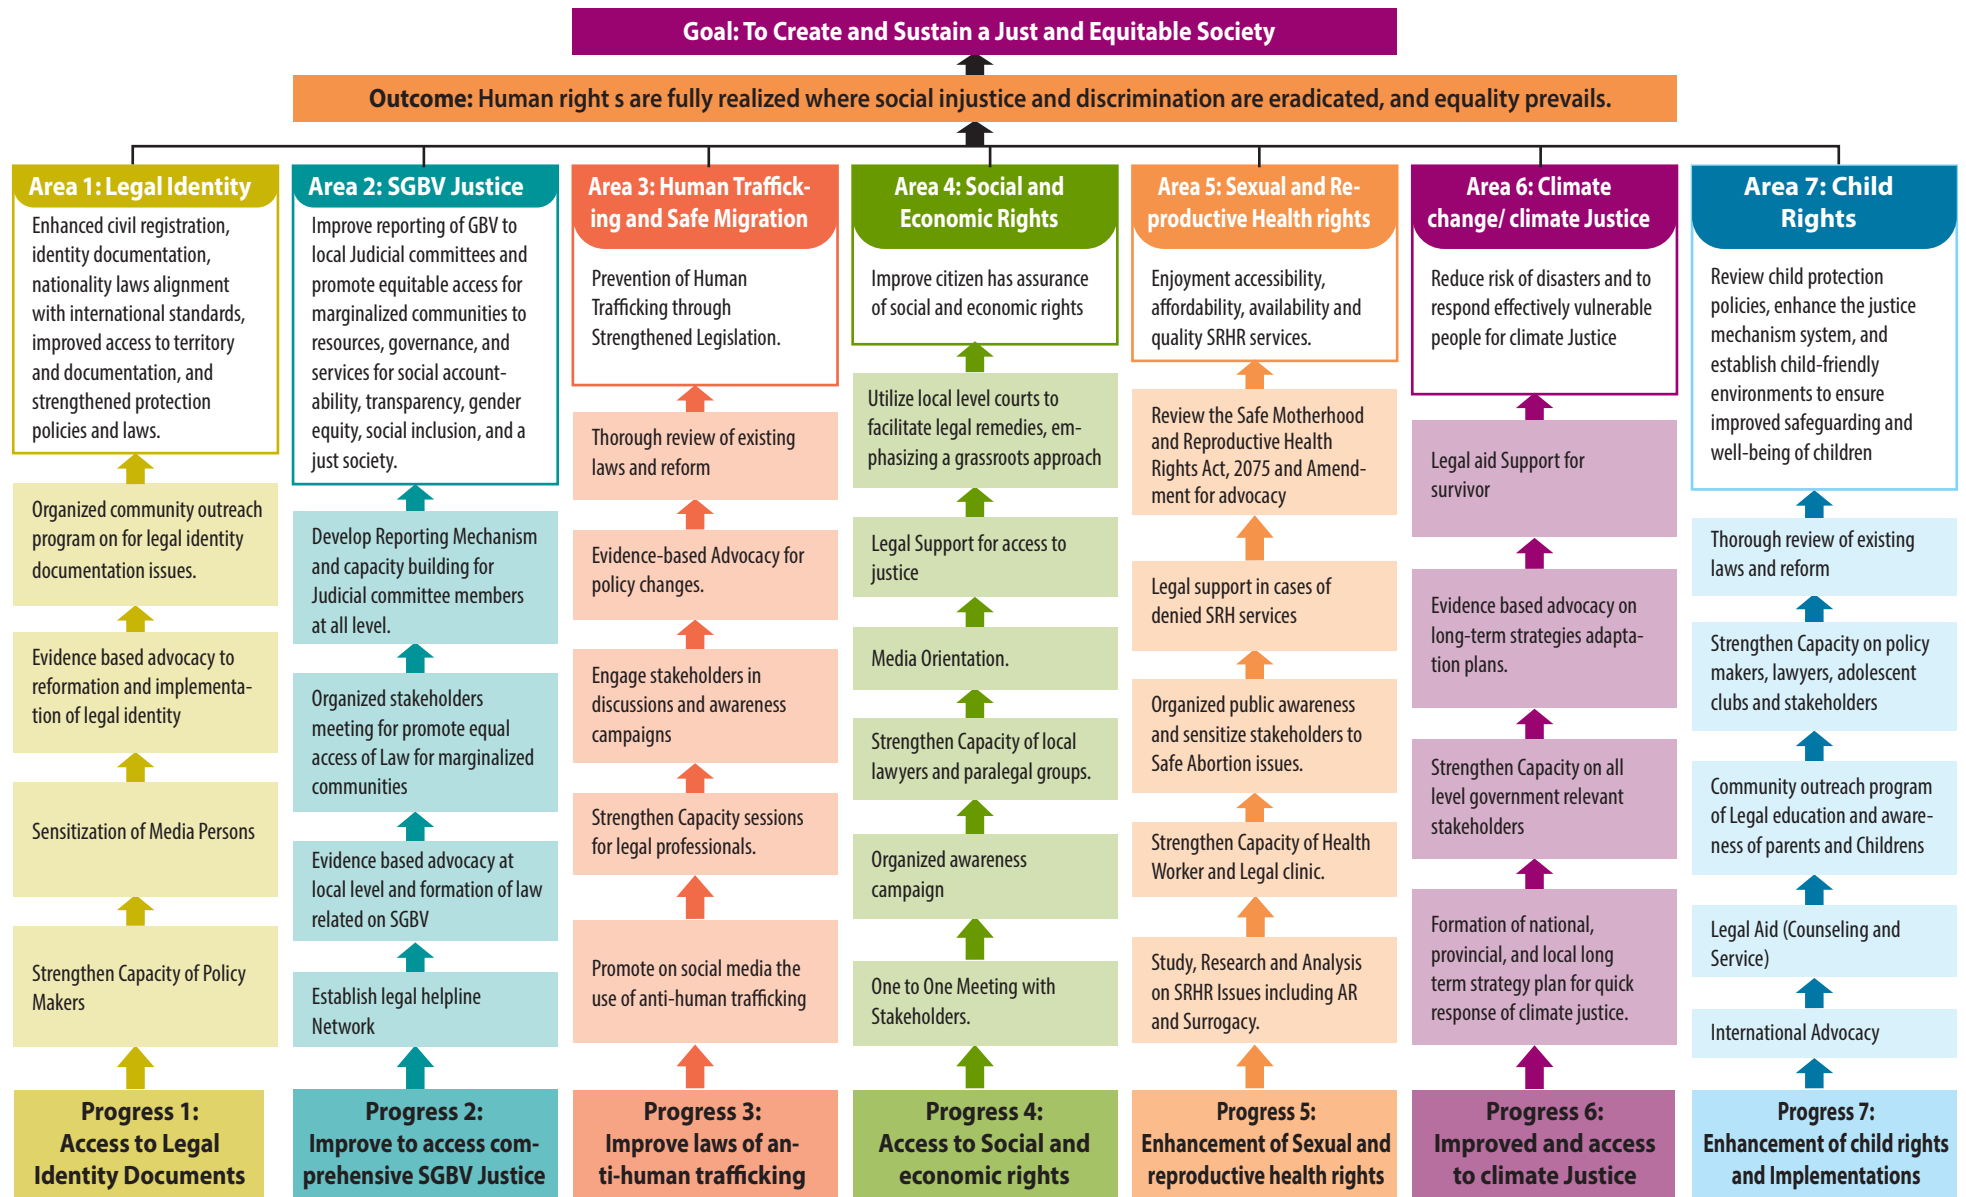 Goal: To Create and Sustain a Just and Equitable Society
Outcome: Human right s are fully realized where social injustice and discrimination are eradicated, and equality prevails.
Area 1: Legal Identity
Enhanced civil registration,
identity documentation,
nationality laws alignment
with international standards,
improved access to territory
and documentation, and
strengthened protection
policies and laws.
Organized community outreach
program on for legal identity
documentation issues.
Evidence based advocacy to
reformation and implementa-
tion of legal identity
Sensitization of Media Persons
Strengthen Capacity of Policy
Makers
Progress 1:
Access to Legal
Identity Documents
Area 2: SGBV Justice
Improve reporting of GBV to
local Judicial committees and
promote equitable access for
marginalized communities to
resources, governance, and
services for social account-
ability, transparency, gender
equity, social inclusion, and a
just society.
Develop Reporting Mechanism
and capacity building for
Judicial committee members
at all level.
Organized stakeholders
meeting for promote equal
access of Law for marginalized
communities
Evidence based advocacy at
local level and formation of law
related on SGBV
Establish legal helpline
Network
Progress 2:
Improve to access com-
prehensive SGBV Justice
Area 3: Human Traffick-
ing and Safe Migration
Prevention of Human
Trafficking through
Strengthened Legislation.
Thorough review of existing
laws and reform
Evidence-based Advocacy for
policy changes.
Engage stakeholders in
discussions and awareness
campaigns
Strengthen Capacity sessions
for legal professionals.
Promote on social media the
use of anti-human trafficking
Progress 3:
Improve laws of an-
ti-human trafficking
Area 4: Social and
Economic Rights
Improve citizen has assurance
of social and economic rights
Utilize local level courts to
facilitate legal remedies, em-
phasizing a grassroots approach
Legal Support for access to
justice
Media Orientation.
Strengthen Capacity of local
lawyers and paralegal groups.
Organized awareness
campaign
One to One Meeting with
Stakeholders.
Progress 4:
Access to Social and
economic rights
Area 5: Sexual and Re-
productive Health rights
Enjoyment accessibility,
affordability, availability and
quality SRHR services.
Review the Safe Motherhood
and Reproductive Health
Rights Act, 2075 and Amend-
ment for advocacy
Legal support in cases of
denied SRH services
Organized public awareness
and sensitize stakeholders to
Safe Abortion issues.
Strengthen Capacity of Health
Worker and Legal clinic.
Study, Research and Analysis
on SRHR Issues including AR
and Surrogacy.
Progress 5:
Enhancement of Sexual and
reproductive health rights
Area 6: Climate
change/ climate Justice
Reduce risk of disasters and to
respond effectively vulnerable
people for climate Justice
Legal aid Support for
survivor
Evidence based advocacy on
long-term strategies adapta-
tion plans.
Strengthen Capacity on all
level government relevant
stakeholders
Formation of national,
provincial, and local long
term strategy plan for quick
response of climate justice.
Progress 6:
Improved and access
to climate Justice
Area 7: Child
Rights
Review child protection
policies, enhance the justice
mechanism system, and
establish child-friendly
environments to ensure
improved safeguarding and
well-being of children
Thorough review of existing
laws and reform
Strengthen Capacity on policy
makers, lawyers, adolescent
clubs and stakeholders
Community outreach program
of Legal education and aware-
ness of parents and Childrens
Legal Aid (Counseling and
Service)
International Advocacy
Progress 7:
Enhancement of child rights
and Implementations